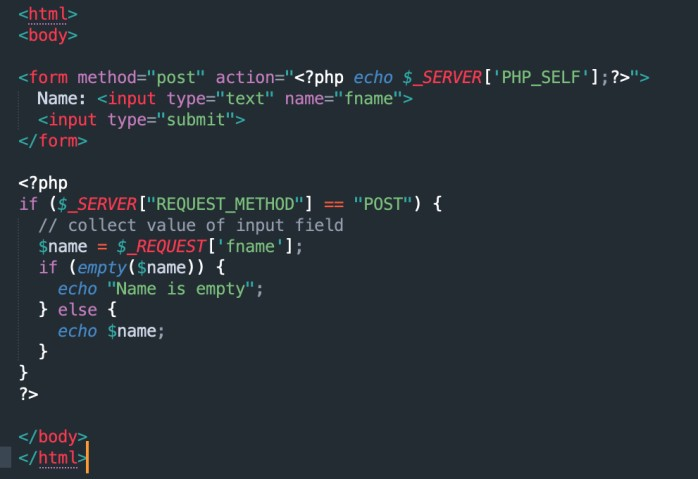 <html>
<body>
<form method="post" action="<?php echo $_SERVER['PHP_SELF'];?>">
Name: <input type="text" name="fname">
<input type="submit">
</form>
<?php
if ($_SERVER["REQUEST_METHOD"] == "POST") {
// collect value of input field
$name = $_REQUEST['fname'];
if (empty($name)) {
echo "Name is empty";
} else {
echo $name;
}
}
?>
</body>
</html>